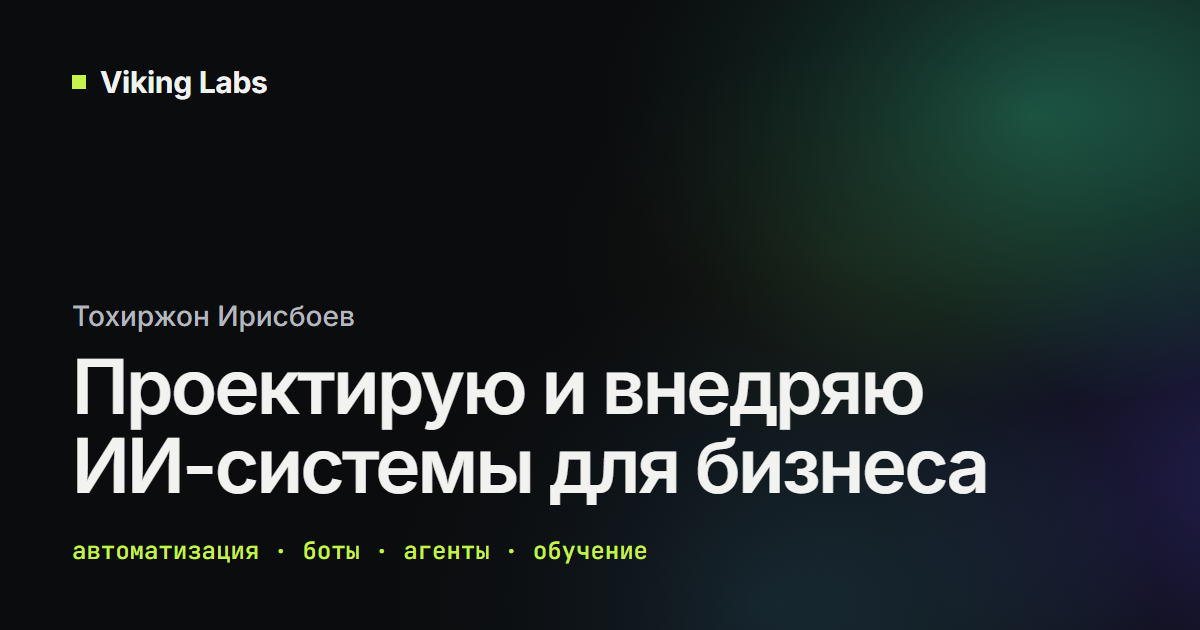 Viking Labs
Тохиржон Ирисбоев
Проектирую и внедряю
ИИ-системы для бизнеса
автоматизация · боты · агенты · обучение